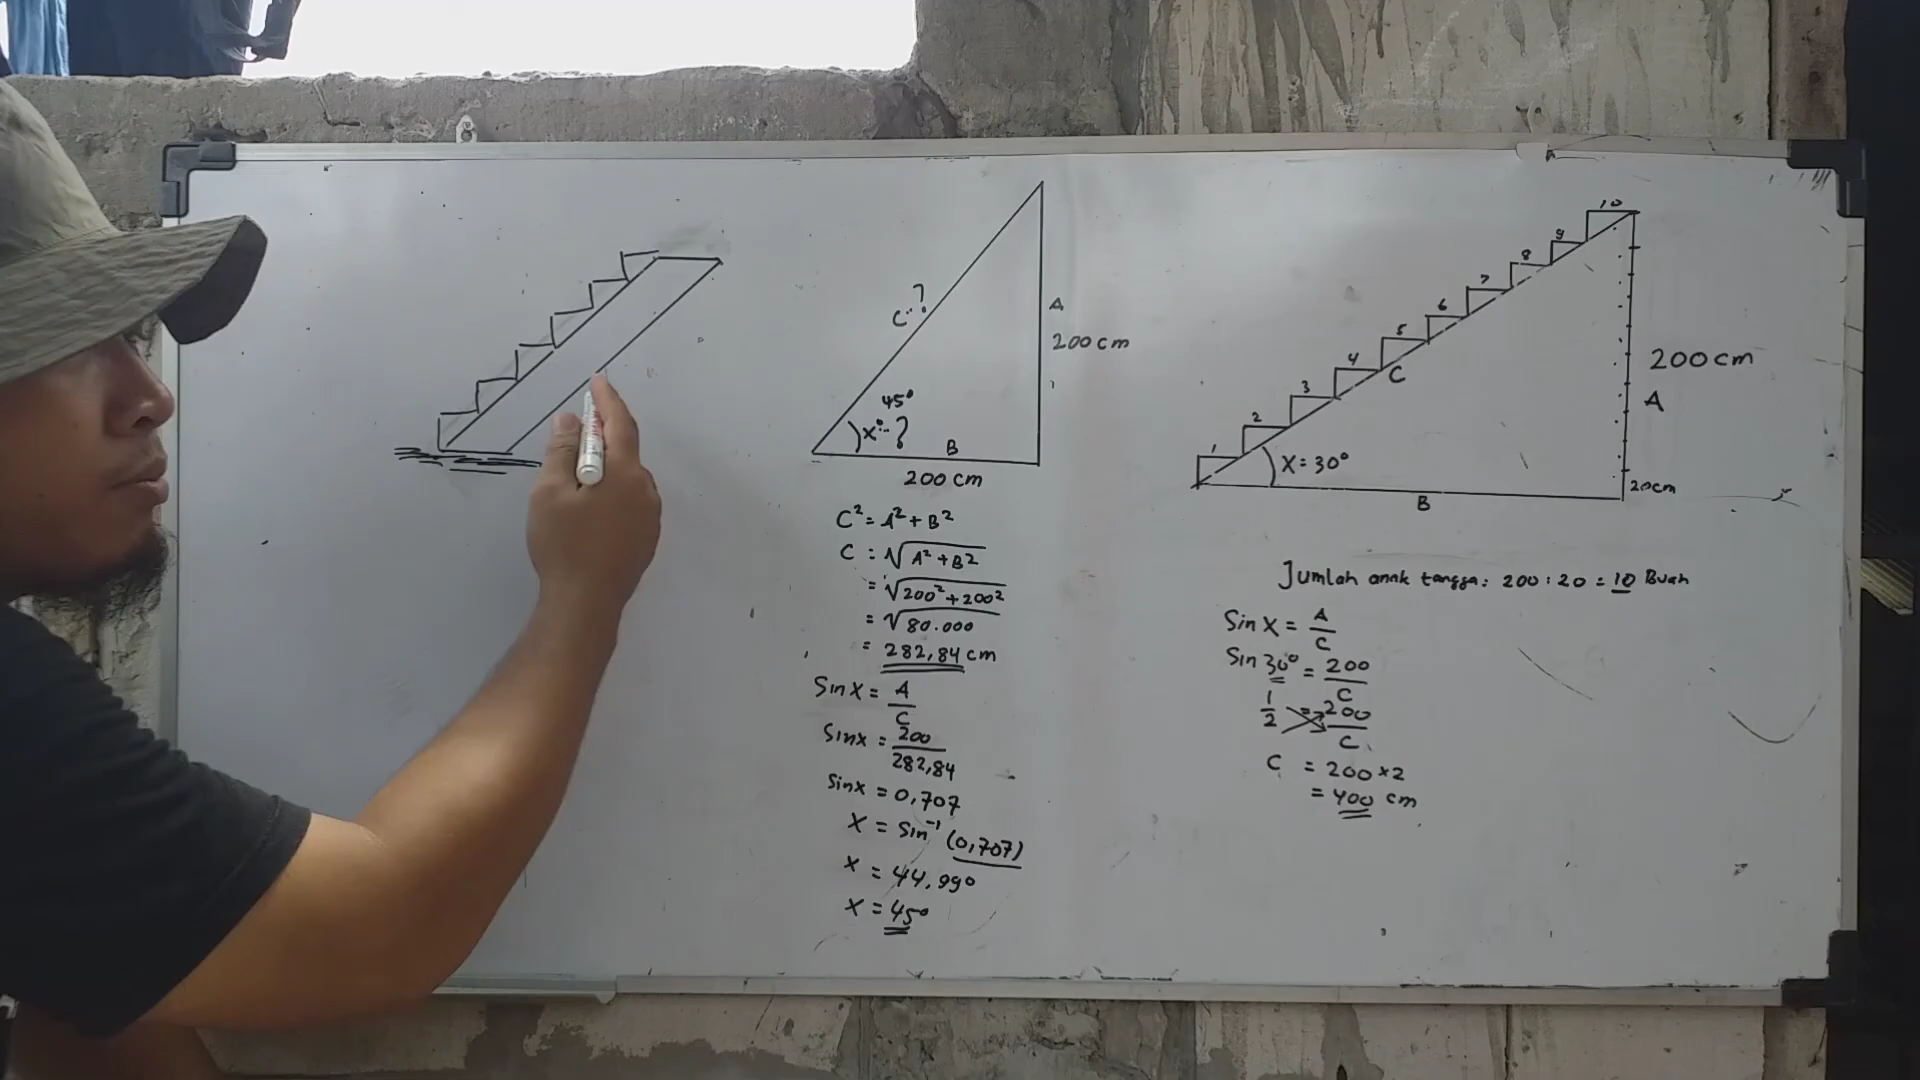 C..?
A
200 cm
45°
x°..?
B
200 cm
C² = A² + B²
C = √A² + B²
= √200² + 200²
= √80.000
= 282,84 cm
Sin X = A
C
Sin x = 200
282,84
Sin x = 0,707
X = Sin⁻¹ (0,707)
X = 44,99°
X = 45°
1
2
3
4
5
6
7
8
9
10
C
200 cm
A
X = 30°
20cm
B
Jumlah anak tangga : 200 : 20 = 10 Buah
Sin X = A
C
Sin 30° = 200
C
1
2
= 200
C
C = 200 x 2
= 400 cm